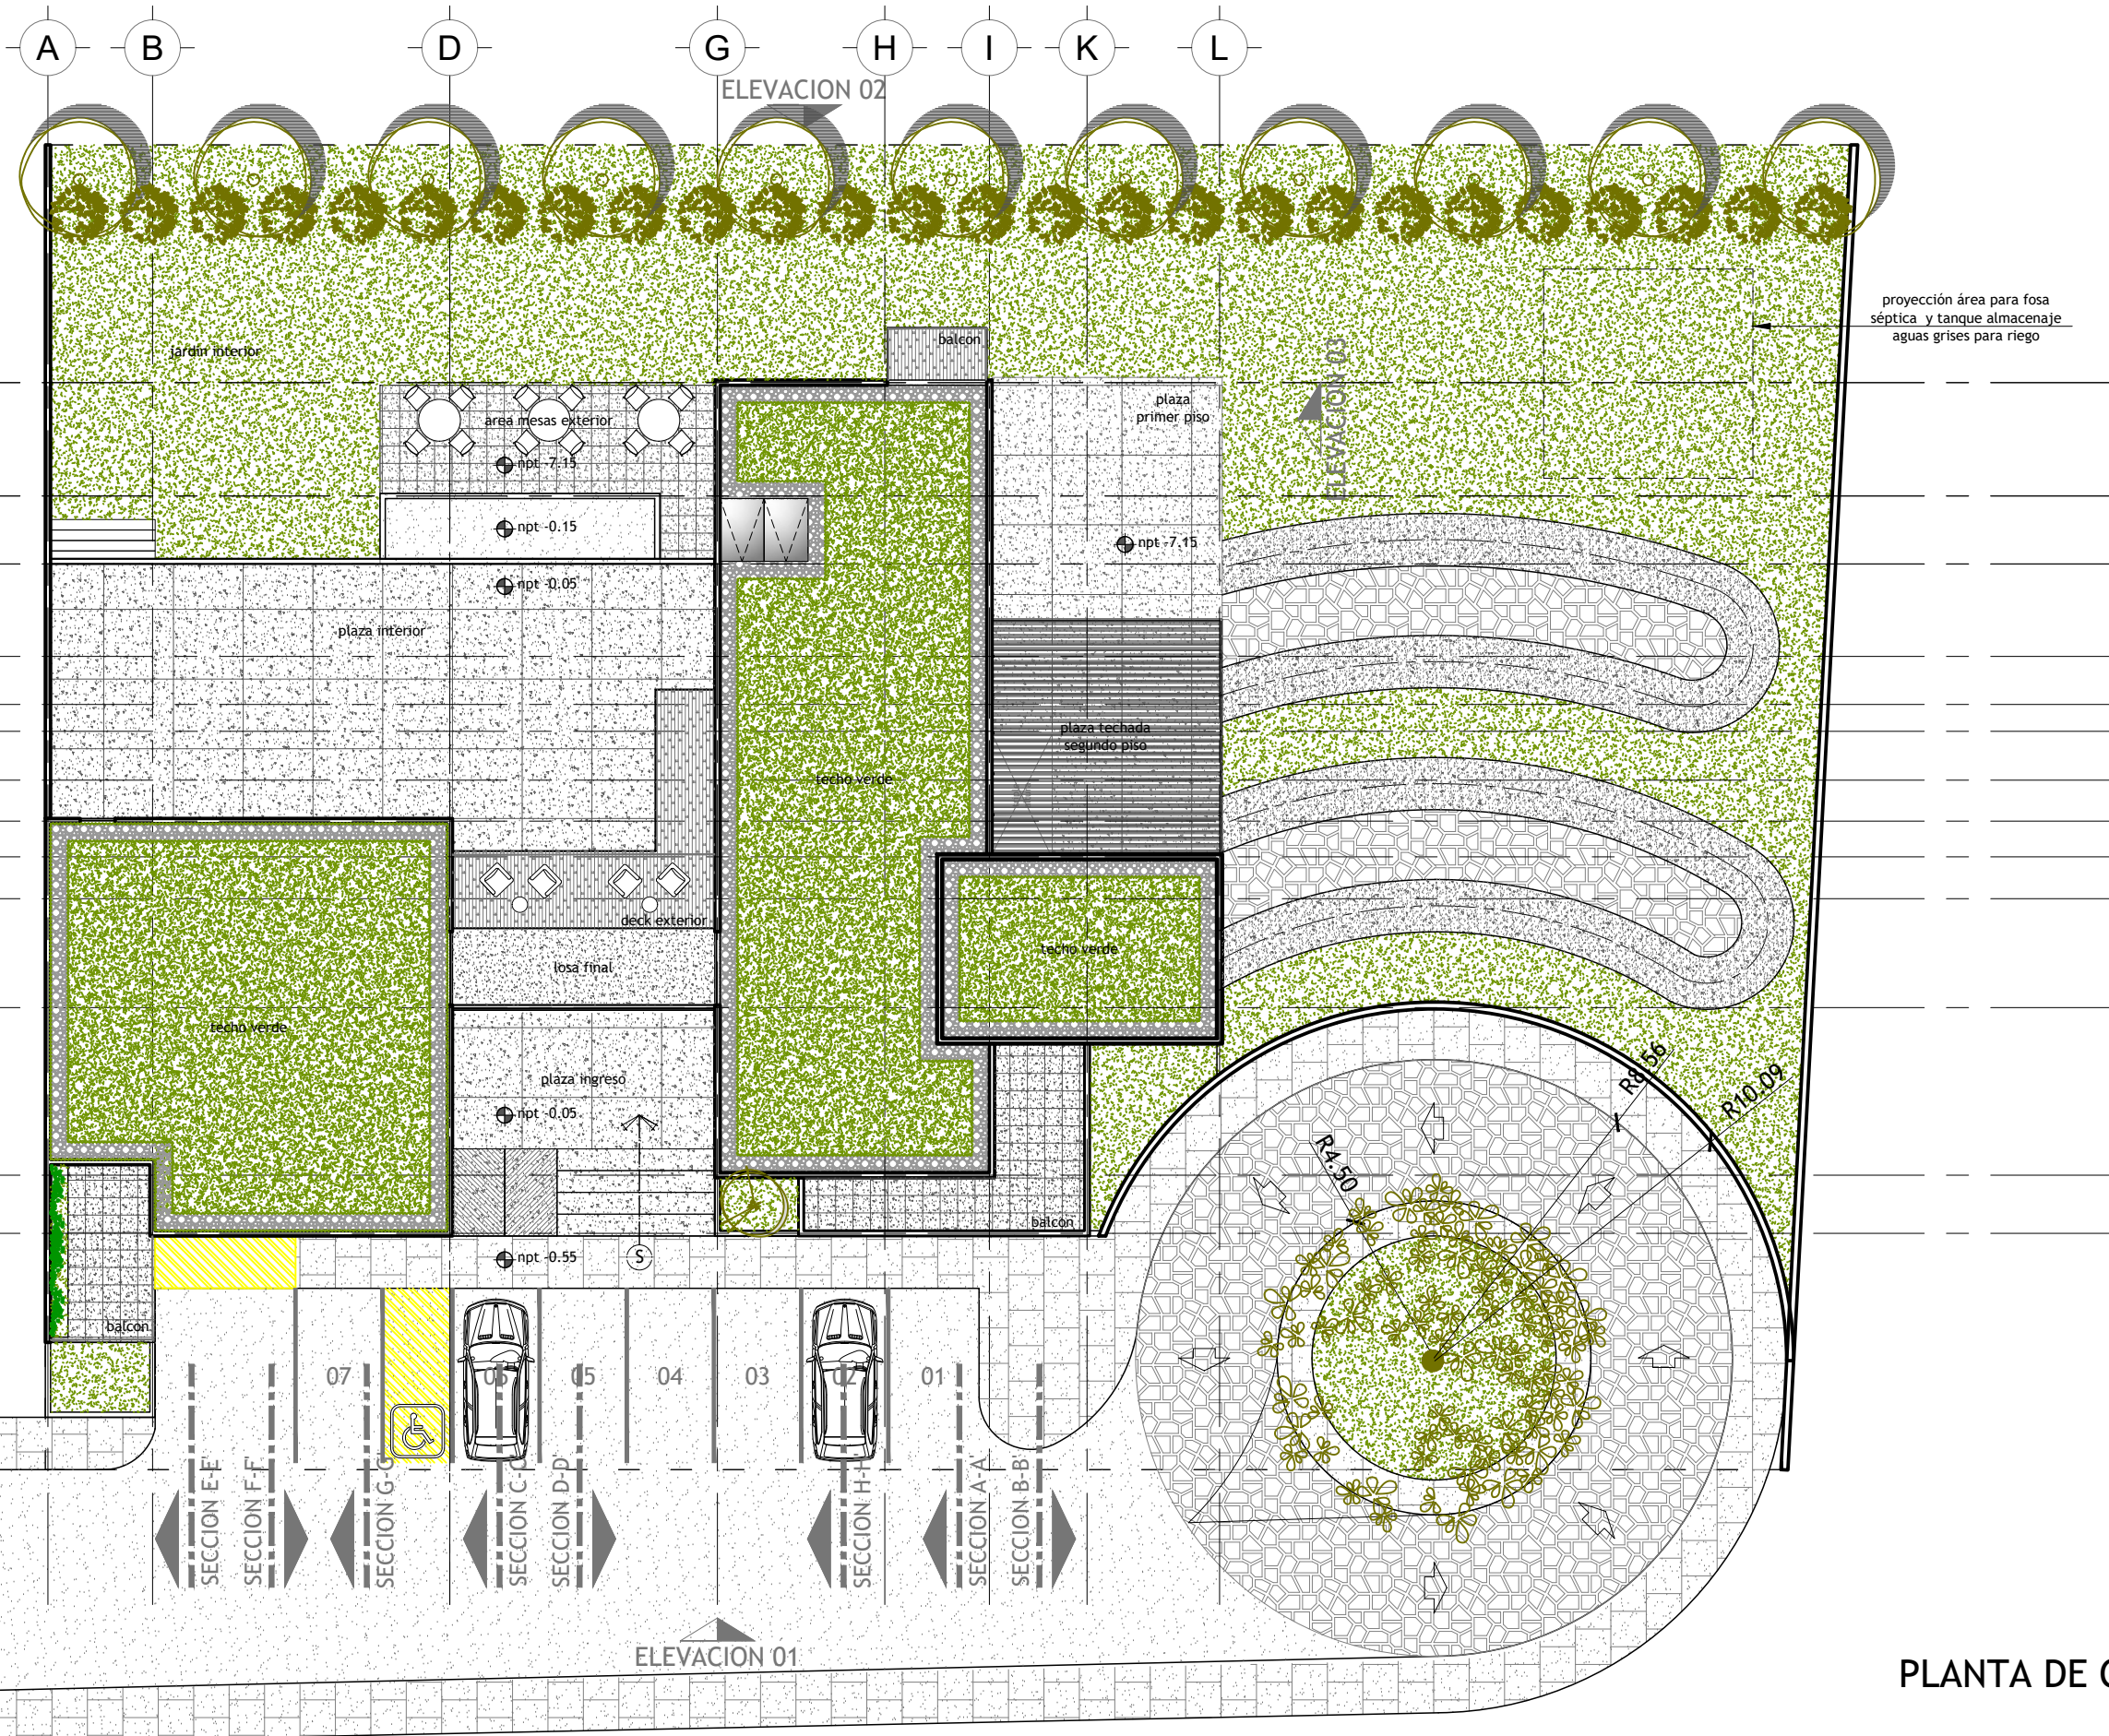 A B D G H I K L
ELEVACION 02
proyección área para fosa
séptica y tanque almacenaje
aguas grises para riego
jardin interior
balcon
ELEVACION 03
plaza
primer piso
area mesas exterior
npt -7.15
npt -0.15
npt -7.15
npt -0.05
plaza interior
plaza techada
segundo piso
techo verde
deck exterior
techo verde
losa final
techo verde
plaza ingreso
npt -0.05
R8.56
R10.09
R4.50
balcon
npt -0.55
S
balcon
07
06
05
04
03
02
01
SECCION E-E'
SECCION F-F'
SECCION G-G'
SECCION C-C'
SECCION D-D'
SECCION H-H'
SECCION A-A'
SECCION B-B'
ELEVACION 01
PLANTA DE